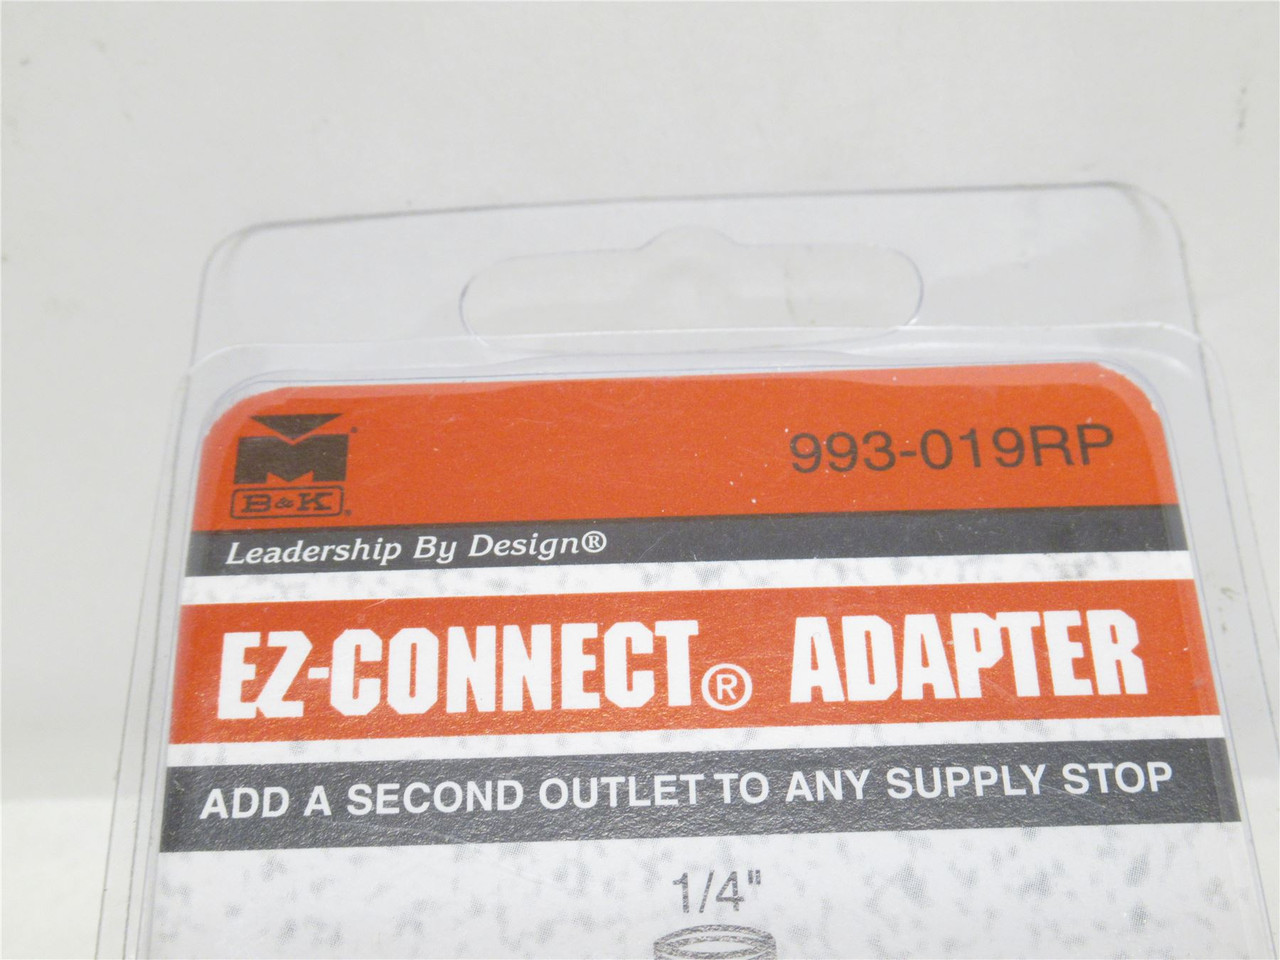 993-019RP
B&K®
Leadership By Design®
EZ-CONNECT® ADAPTER
ADD A SECOND OUTLET TO ANY SUPPLY STOP
1/4"